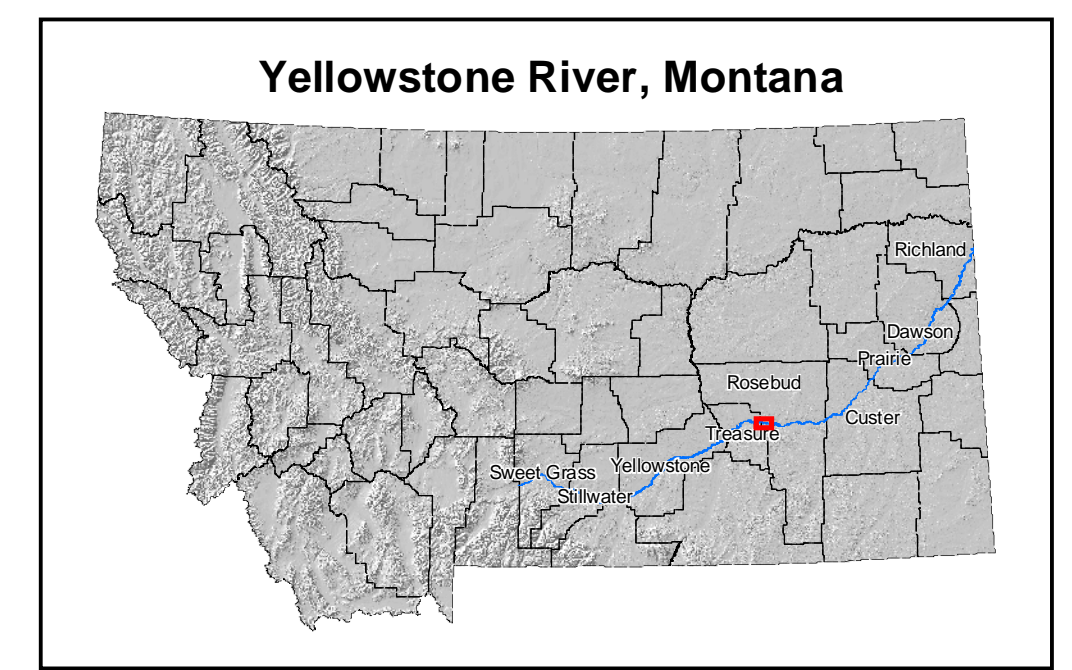 Yellowstone River, Montana
Richland
Dawson
Prairie
Rosebud
Custer
Treasure
Yellowstone
Sweet Grass
Stillwater